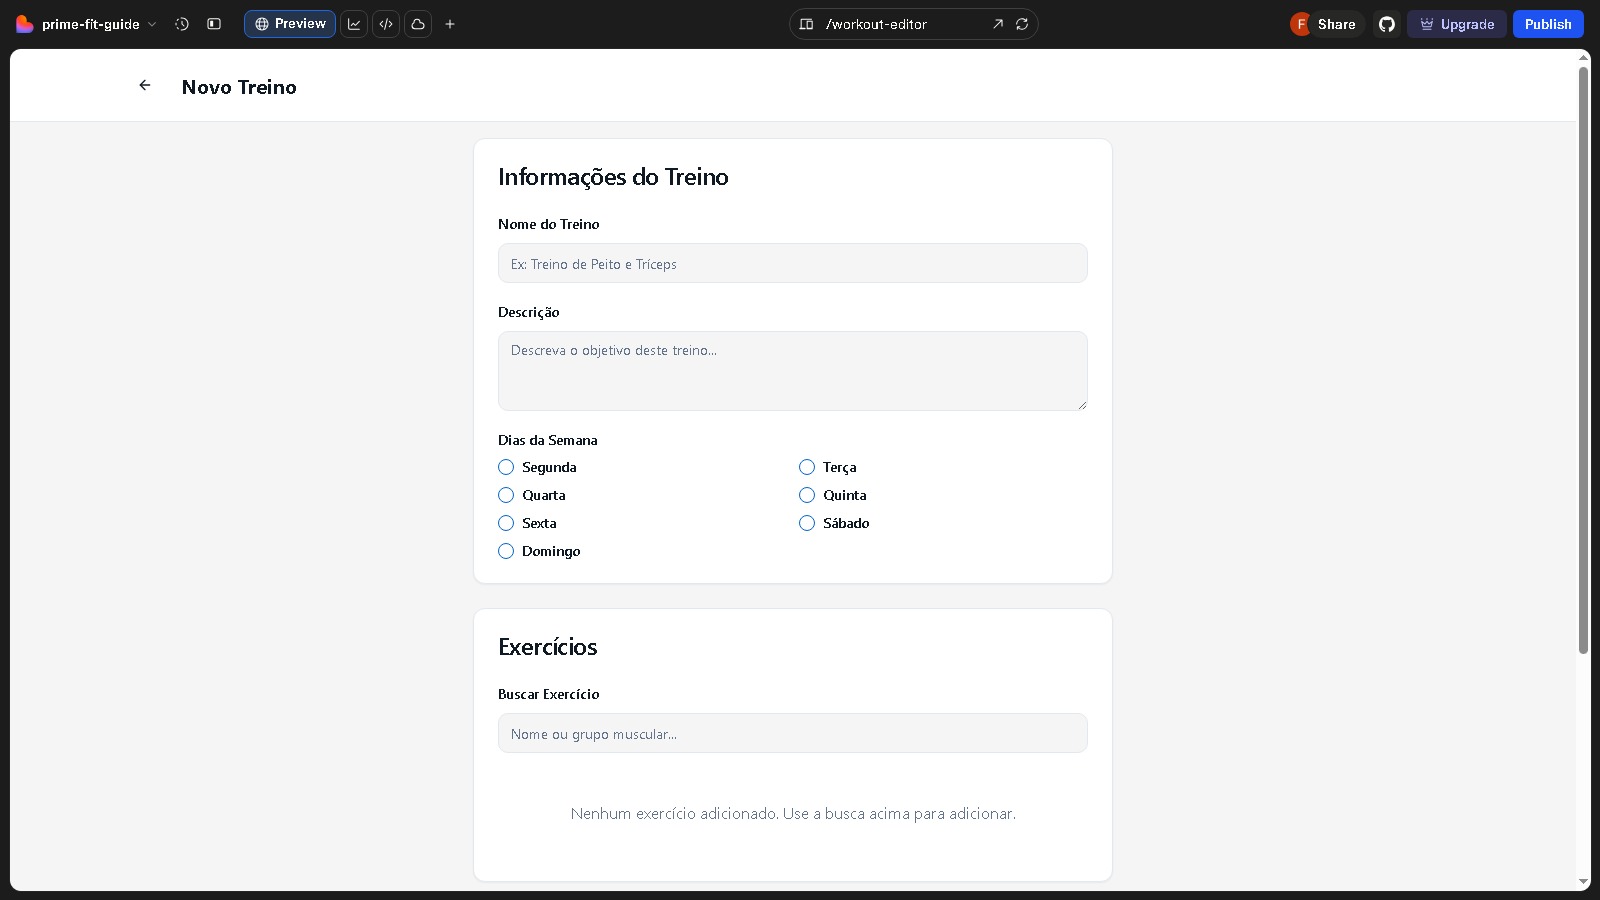 prime-fit-guide
Preview
/workout-editor
F
Share
Upgrade
Publish
Novo Treino
Informações do Treino
Nome do Treino
Ex: Treino de Peito e Tríceps
Descrição
Descreva o objetivo deste treino...
Dias da Semana
Segunda
Terça
Quarta
Quinta
Sexta
Sábado
Domingo
Exercícios
Buscar Exercício
Nome ou grupo muscular...
Nenhum exercício adicionado. Use a busca acima para adicionar.